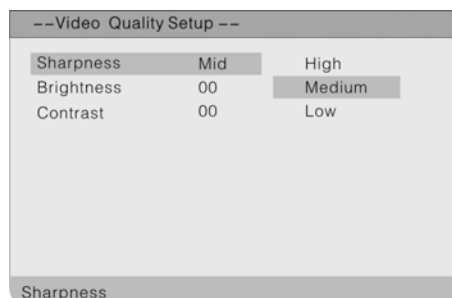 --Video Quality Setup --
Sharpness Mid High
Brightness 00 Medium
Contrast 00 Low
Sharpness